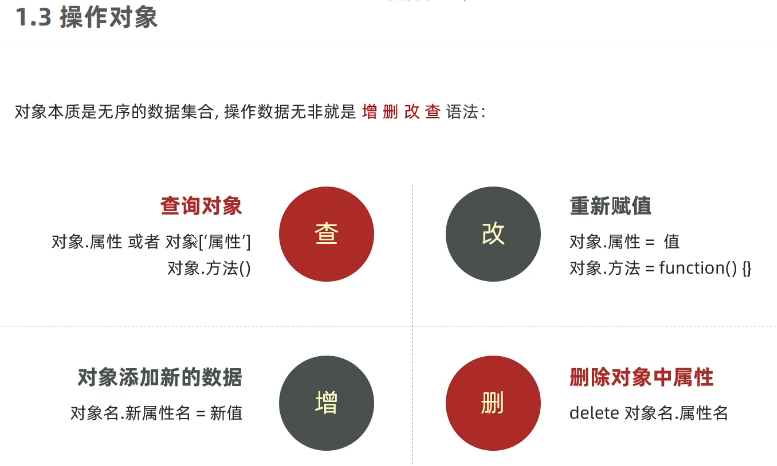 1.3 操作对象
对象本质是无序的数据集合, 操作数据无非就是 增 删 改 查 语法：
查询对象
对象.属性 或者 对象['属性']
对象.方法()
查
改
重新赋值
对象.属性 = 值
对象.方法 = function() {}
对象添加新的数据
对象名.新属性名 = 新值
增
删
删除对象中属性
delete 对象名.属性名